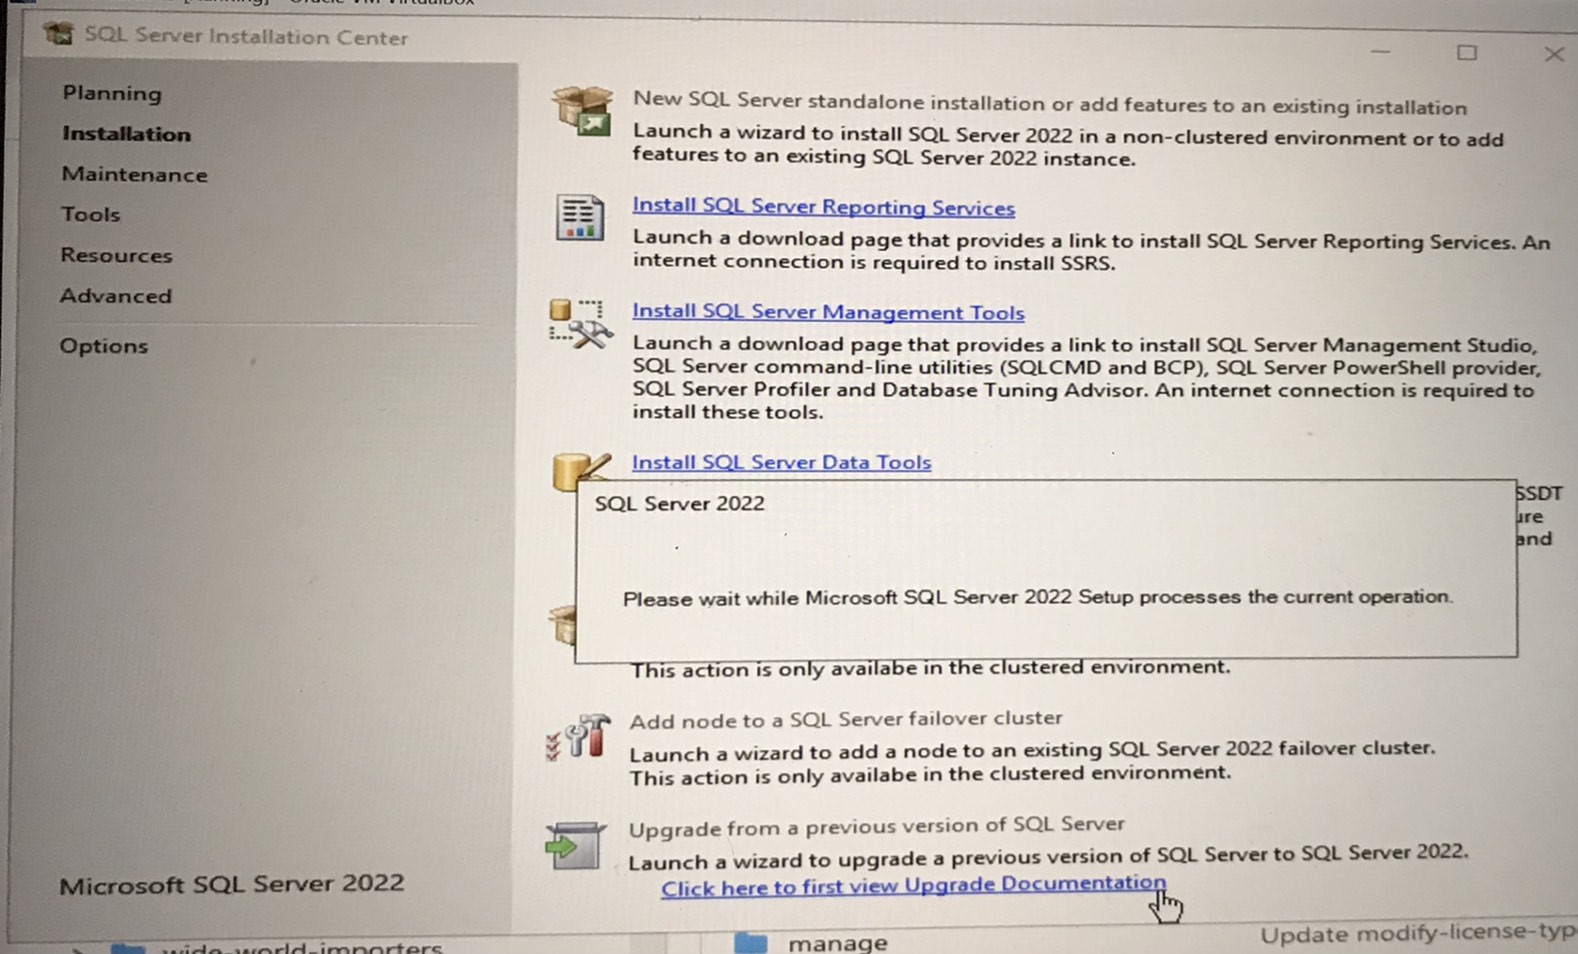 Oracle VM VirtualBox
SQL Server Installation Center
Planning
Installation
Maintenance
Tools
Resources
Advanced
Options
Microsoft SQL Server 2022
New SQL Server standalone installation or add features to an existing installation
Launch a wizard to install SQL Server 2022 in a non-clustered environment or to add
features to an existing SQL Server 2022 instance.
Install SQL Server Reporting Services
Launch a download page that provides a link to install SQL Server Reporting Services. An
internet connection is required to install SSRS.
Install SQL Server Management Tools
Launch a download page that provides a link to install SQL Server Management Studio,
SQL Server command-line utilities (SQLCMD and BCP), SQL Server PowerShell provider,
SQL Server Profiler and Database Tuning Advisor. An internet connection is required to
install these tools.
Install SQL Server Data Tools
SSDT
ure
and
SQL Server 2022
Please wait while Microsoft SQL Server 2022 Setup processes the current operation.
This action is only availabe in the clustered environment.
Add node to a SQL Server failover cluster
Launch a wizard to add a node to an existing SQL Server 2022 failover cluster.
This action is only availabe in the clustered environment.
Upgrade from a previous version of SQL Server
Launch a wizard to upgrade a previous version of SQL Server to SQL Server 2022.
Click here to first view Upgrade Documentation
wide-world-importers
manage
Update modify-license-typ